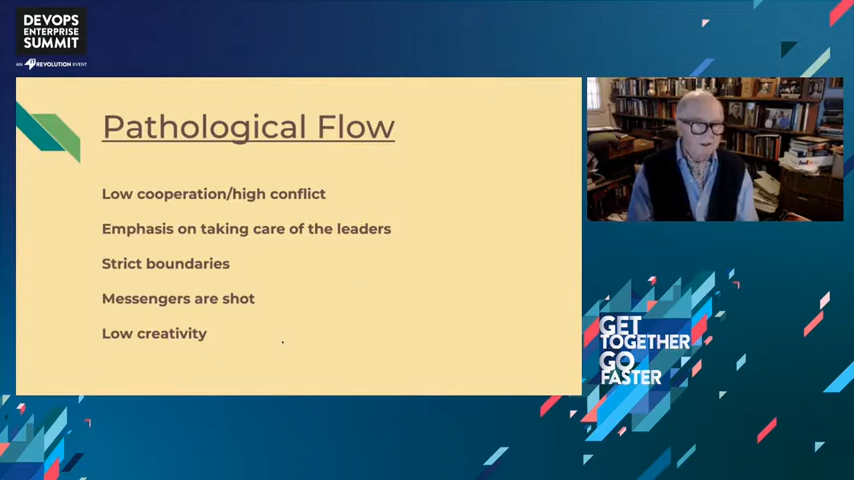 DEVOPS
ENTERPRISE
SUMMIT
AN IT REVOLUTION EVENT
Pathological Flow
Low cooperation/high conflict
Emphasis on taking care of the leaders
Strict boundaries
Messengers are shot
Low creativity
FedEx
GET
TOGETHER
GO
FASTER